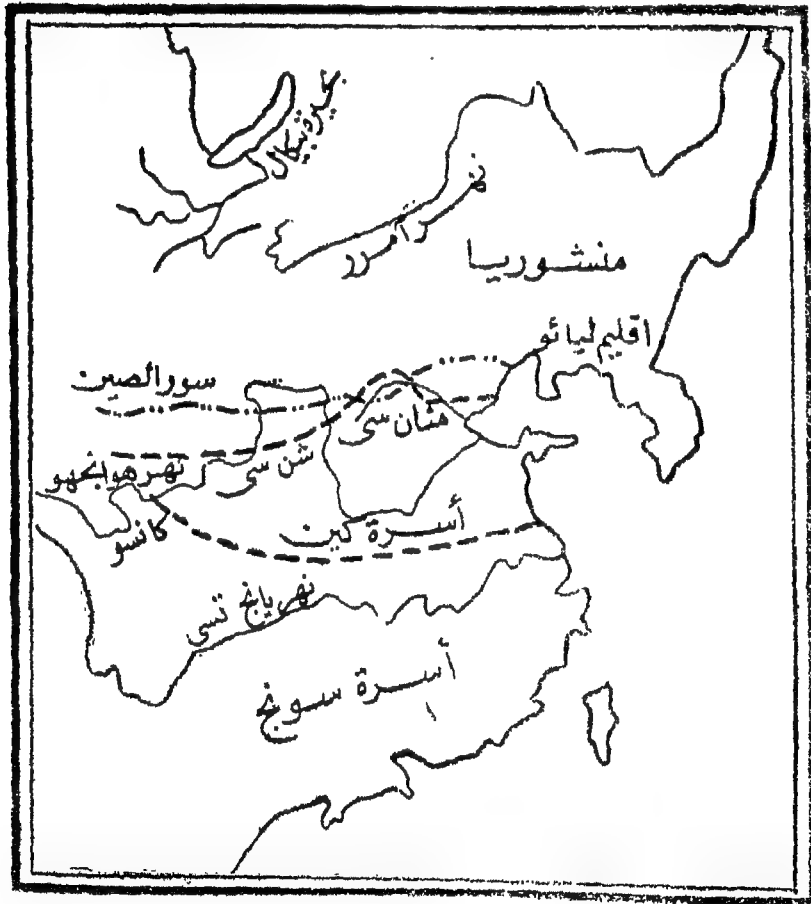 بحيرة بيكال
نهر أمور
منشوريا
اقليم لياتو
سور الصين
شان سى
شن سى
نهر هوانجهو
كانسو
أسرة كين
نهر يانج تسى
أسرة سونج